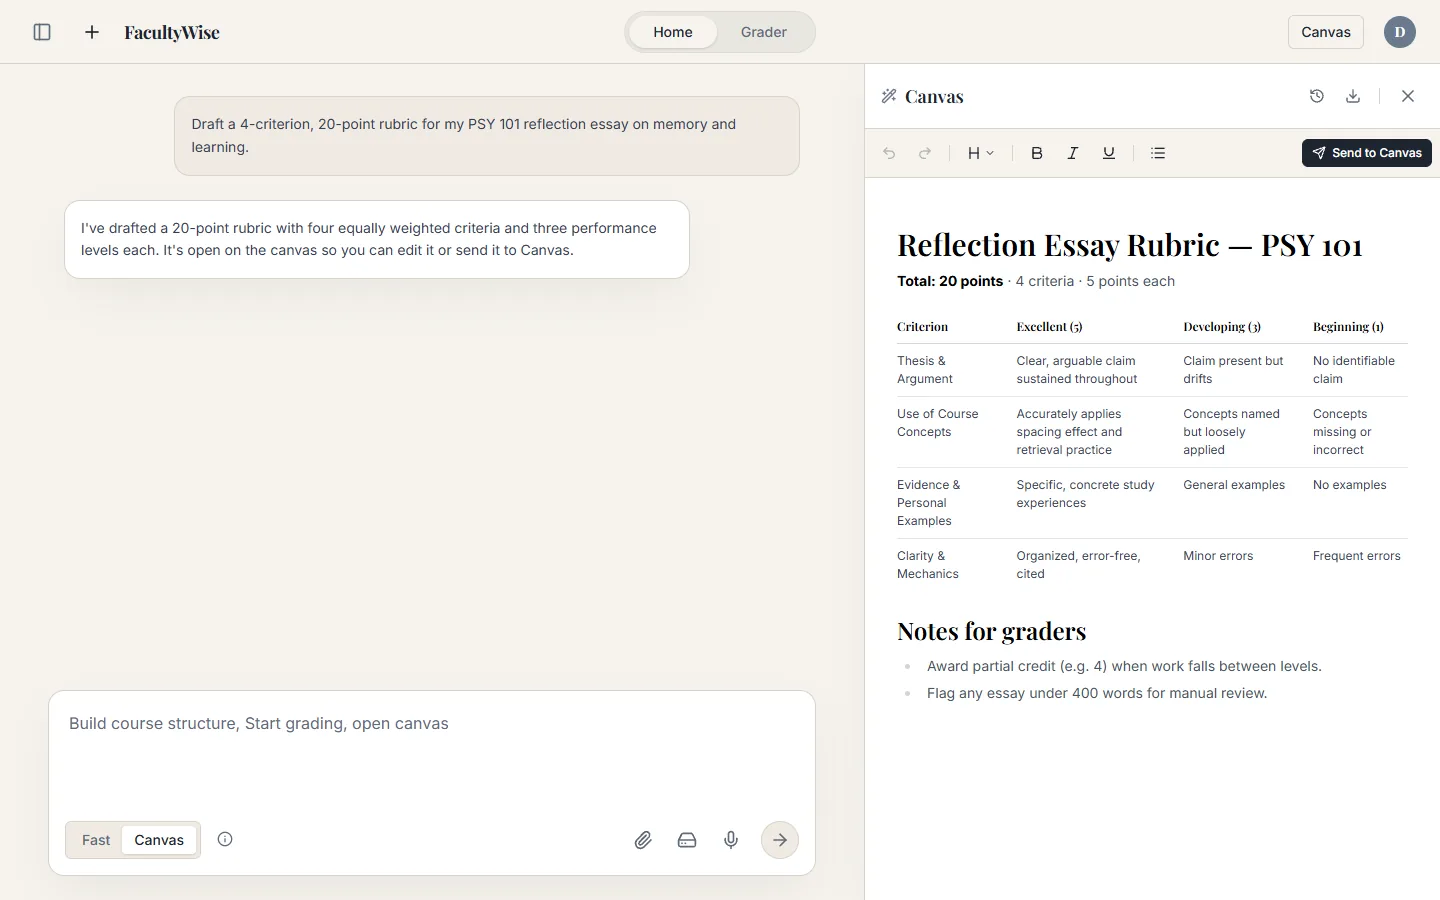 FacultyWise
Home
Grader
Canvas
D
Draft a 4-criterion, 20-point rubric for my PSY 101 reflection essay on memory and
learning.
I've drafted a 20-point rubric with four equally weighted criteria and three performance
levels each. It's open on the canvas so you can edit it or send it to Canvas.
Build course structure, Start grading, open canvas
Fast
Canvas
Canvas
H
B
I
U
Send to Canvas
Reflection Essay Rubric — PSY 101
Total: 20 points · 4 criteria · 5 points each
Criterion
Excellent (5)
Developing (3)
Beginning (1)
Thesis &
Argument
Clear, arguable claim
sustained throughout
Claim present but
drifts
No identifiable
claim
Use of Course
Concepts
Accurately applies
spacing effect and
retrieval practice
Concepts named
but loosely
applied
Concepts
missing or
incorrect
Evidence &
Personal
Examples
Specific, concrete study
experiences
General examples
No examples
Clarity &
Mechanics
Organized, error-free,
cited
Minor errors
Frequent errors
Notes for graders
Award partial credit (e.g. 4) when work falls between levels.
Flag any essay under 400 words for manual review.